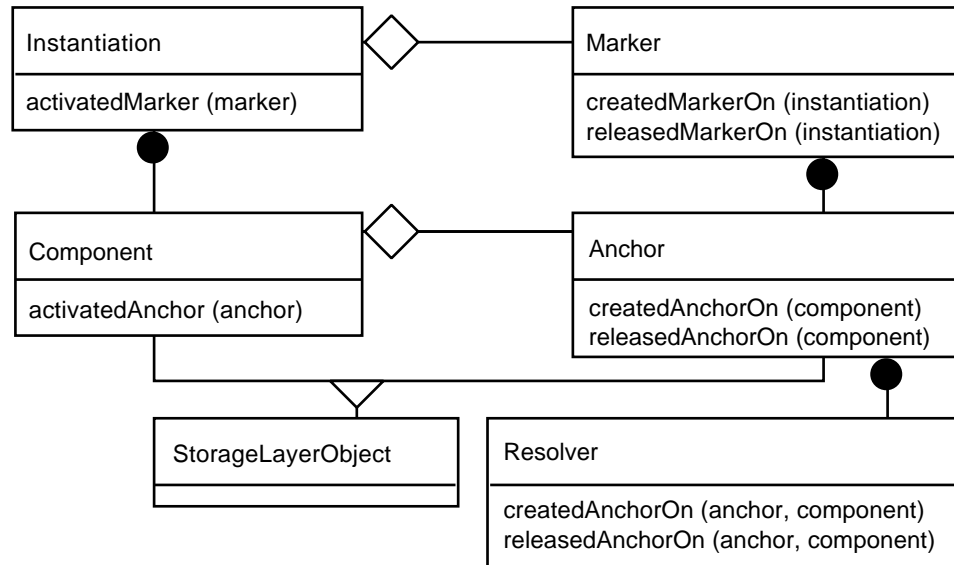 Instantiation
activatedMarker (marker)
Marker
createdMarkerOn (instantiation)
releasedMarkerOn (instantiation)
Component
activatedAnchor (anchor)
Anchor
createdAnchorOn (component)
releasedAnchorOn (component)
StorageLayerObject
Resolver
createdAnchorOn (anchor, component)
releasedAnchorOn (anchor, component)